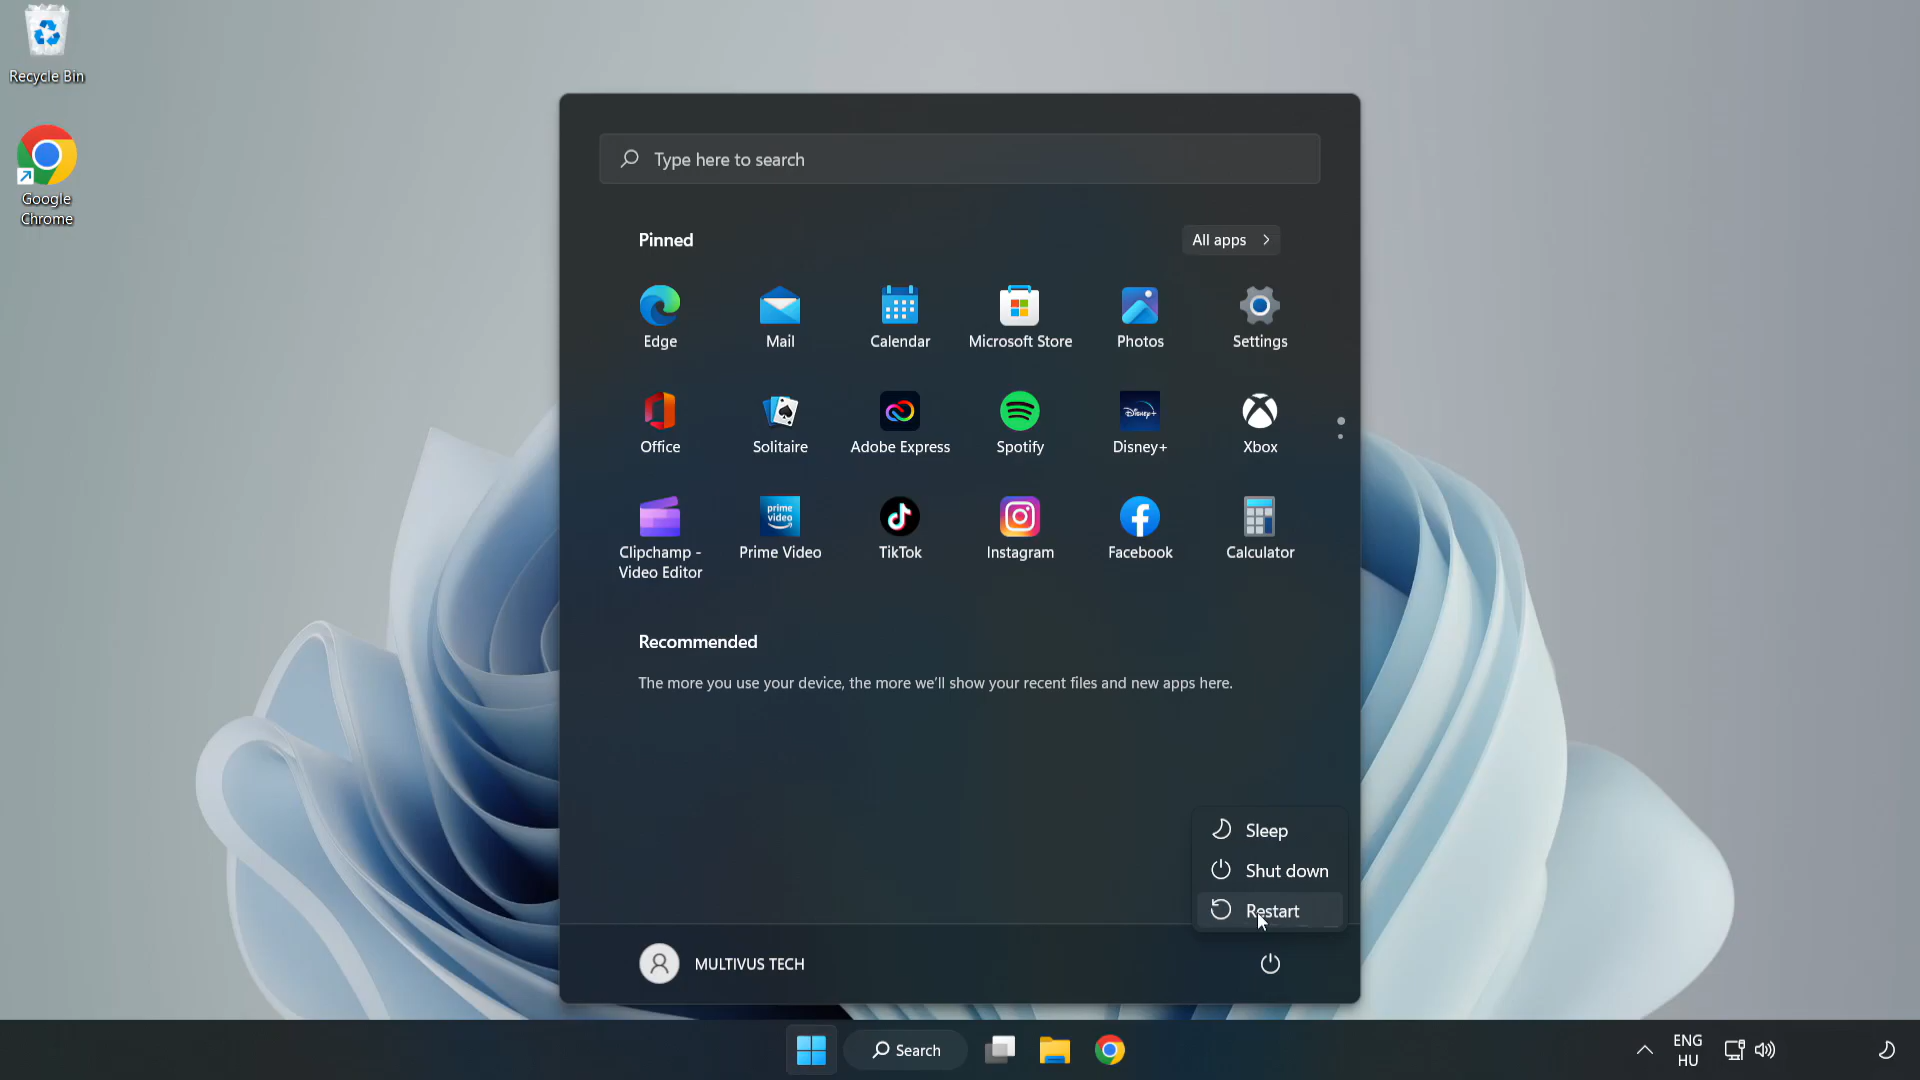 Recycle Bin
Google
Chrome
Type here to search
Pinned
All apps
Edge
Mail
Calendar
Microsoft Store
Photos
Settings
Office
Solitaire
Adobe Express
Spotify
Disney+
Disney+
Xbox
prime
video
Clipchamp -
Video Editor
Prime Video
TikTok
Instagram
Facebook
Calculator
Recommended
The more you use your device, the more we'll show your recent files and new apps here.
Sleep
Shut down
Restart
MULTIVUS TECH
Search
ENG
HU